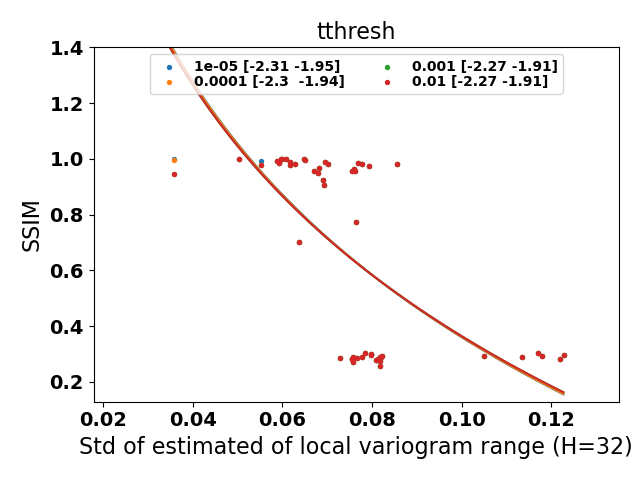 tthresh
1e-05 [-2.31 -1.95]
0.0001 [-2.3  -1.94]
0.001 [-2.27 -1.91]
0.01 [-2.27 -1.91]
1.4
1.2
1.0
0.8
0.6
0.4
0.2
SSIM
0.02 0.04 0.06 0.08 0.10 0.12
Std of estimated of local variogram range (H=32)